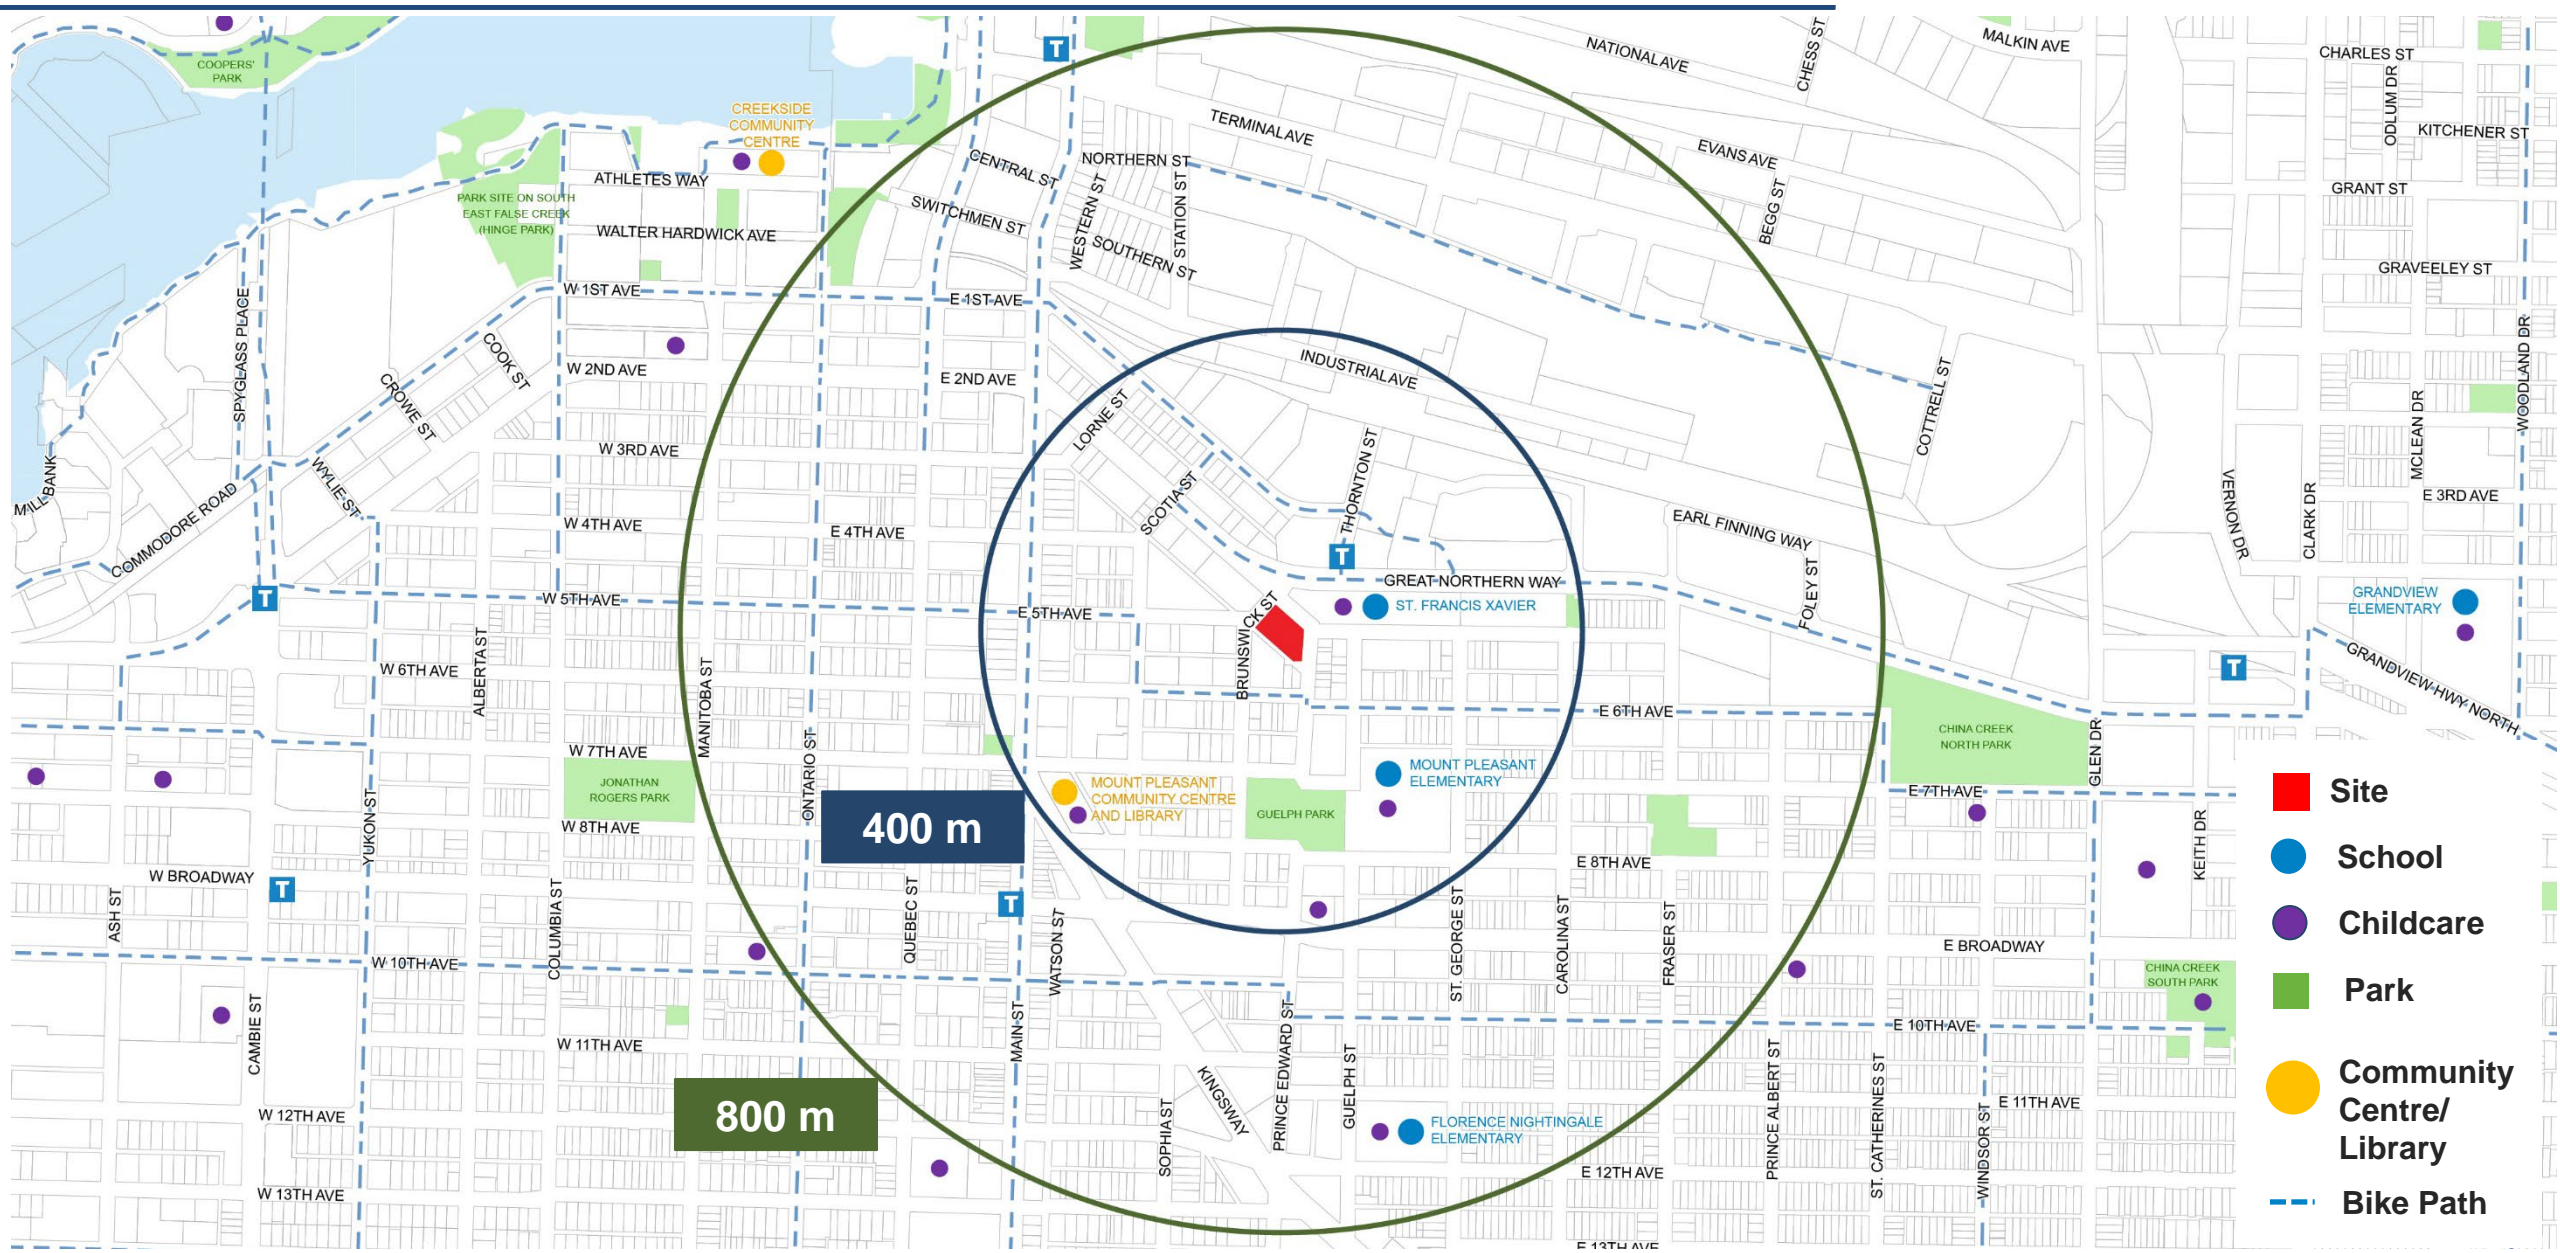 COOPERS'
PARK
T
NATIONAL AVE
CHESS ST
MALKIN AVE
CHARLES ST
ODLUM DR
KITCHENER ST
CREEKSIDE
COMMUNITY
CENTRE
TERMINAL AVE
CENTRAL ST
NORTHERN ST
EVANS AVE
ATHLETES WAY
PARK SITE ON SOUTH
EAST FALSE CREEK
(HINGE PARK)
SWITCHMEN ST
WESTERN ST
STATION ST
BEGG ST
GRANT ST
WALTER HARDWICK AVE
SOUTHERN ST
GRAVEELEY ST
W 1ST AVE
E 1ST AVE
SPYGLASS PLACE
COOK ST
CROWE ST
W 2ND AVE
E 2ND AVE
INDUSTRIAL AVE
LORNE ST
COTTRELL ST
WOODLAND DR
MCLEAN DR
W 3RD AVE
THORNTON ST
MILLBANK
WYLIE ST
COMMODORE ROAD
SCOTIA ST
VERNON DR
CLARK DR
E 3RD AVE
W 4TH AVE
E 4TH AVE
EARL FINNING WAY
T
GREAT NORTHERN WAY
FOLEY ST
T
W 5TH AVE
E 5TH AVE
BRUNSWICK ST
ST. FRANCIS XAVIER
GRANDVIEW
ELEMENTARY
ALBERTA ST
W 6TH AVE
MANITOBA ST
T
GRANDVIEW HWY NORTH
E 6TH AVE
CHINA CREEK
NORTH PARK
GLEN DR
W 7TH AVE
ONTARIO ST
JONATHAN
ROGERS PARK
MOUNT PLEASANT
COMMUNITY CENTRE
AND LIBRARY
MOUNT PLEASANT
ELEMENTARY
GUELPH PARK
E 7TH AVE
YUKON ST
W 8TH AVE
400 m
KEITH DR
E 8TH AVE
W BROADWAY
T
T
ASH ST
COLUMBIA ST
QUEBEC ST
WATSON ST
ST. GEORGE ST
CAROLINA ST
FRASER ST
E BROADWAY
W 10TH AVE
CHINA CREEK
SOUTH PARK
CAMBIE ST
MAIN ST
PRINCE EDWARD ST
E 10TH AVE
W 11TH AVE
GUELPH ST
PRINCE ALBERT ST
ST. CATHERINES ST
WINDSOR ST
E 11TH AVE
KINGSWAY
SOPHIA ST
800 m
W 12TH AVE
FLORENCE NIGHTINGALE
ELEMENTARY
E 12TH AVE
W 13TH AVE
E 13TH AVE
Site
School
Childcare
Park
Community
Centre/
Library
Bike Path